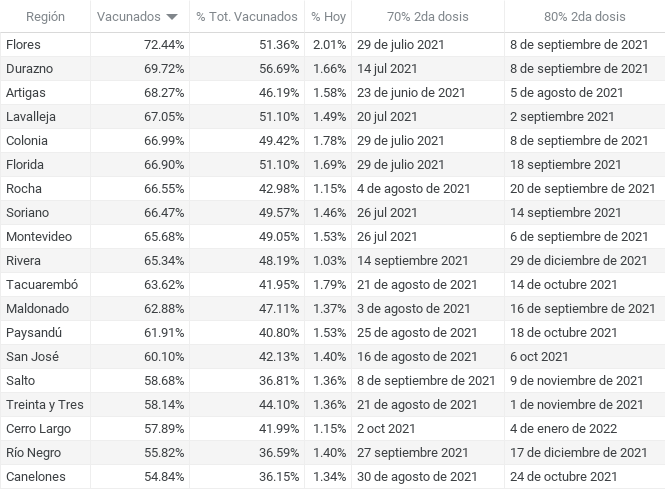 Región Vacunados % Tot. Vacunados % Hoy 70% 2da dosis 80% 2da dosis
Flores 72.44% 51.36% 2.01% 29 de julio 2021 8 de septiembre de 2021
Durazno 69.72% 56.69% 1.66% 14 jul 2021 8 de septiembre de 2021
Artigas 68.27% 46.19% 1.58% 23 de junio de 2021 5 de agosto de 2021
Lavalleja 67.05% 51.10% 1.49% 20 jul 2021 2 septiembre 2021
Colonia 66.99% 49.42% 1.78% 29 de julio 2021 8 de septiembre de 2021
Florida 66.90% 51.10% 1.69% 29 de julio 2021 18 septiembre 2021
Rocha 66.55% 42.98% 1.15% 4 de agosto de 2021 20 de septiembre de 2021
Soriano 66.47% 49.57% 1.46% 26 jul 2021 14 septiembre 2021
Montevideo 65.68% 49.05% 1.53% 26 jul 2021 6 de septiembre de 2021
Rivera 65.34% 48.19% 1.03% 14 septiembre 2021 29 de diciembre de 2021
Tacuarembó 63.62% 41.95% 1.79% 21 de agosto de 2021 14 de octubre de 2021
Maldonado 62.88% 47.11% 1.37% 3 de agosto de 2021 16 de septiembre de 2021
Paysandú 61.91% 40.80% 1.53% 25 de agosto de 2021 18 de octubre de 2021
San José 60.10% 42.13% 1.40% 16 de agosto de 2021 6 oct 2021
Salto 58.68% 36.81% 1.36% 8 de septiembre de 2021 9 de noviembre de 2021
Treinta y Tres 58.14% 44.10% 1.36% 21 de agosto de 2021 1 de noviembre de 2021
Cerro Largo 57.89% 41.99% 1.15% 2 oct 2021 4 de enero de 2022
Río Negro 55.82% 36.59% 1.40% 27 septiembre 2021 17 de diciembre de 2021
Canelones 54.84% 36.15% 1.34% 30 de agosto de 2021 24 de octubre de 2021